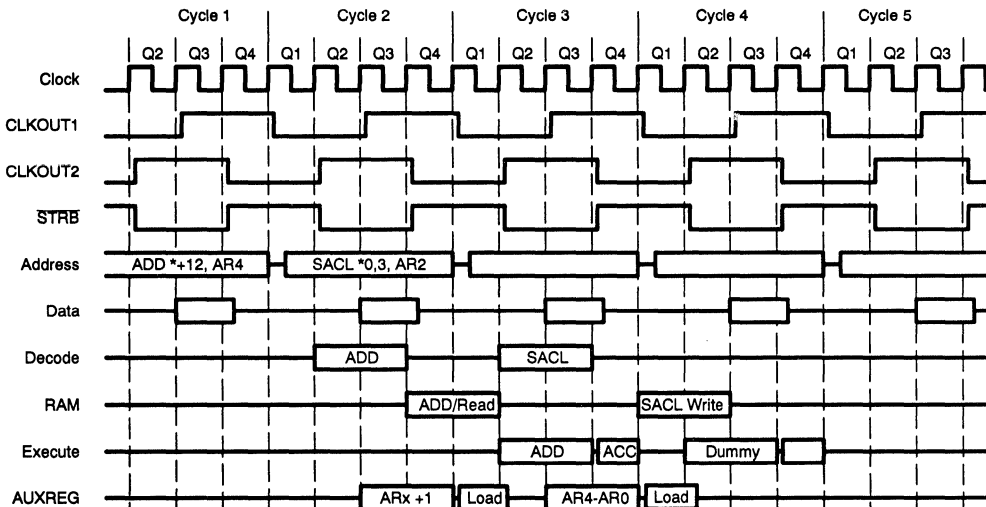 Cycle 1 Cycle 2 Cycle 3 Cycle 4 Cycle 5
Q2 Q3 Q4 Q1 Q2 Q3 Q4 Q1 Q2 Q3 Q4 Q1 Q2 Q3 Q4 Q1 Q2 Q3
Clock
CLKOUT1
CLKOUT2
STRB
Address ADD *+12, AR4 SACL *0,3, AR2
Data
Decode ADD SACL
RAM ADD/Read SACL Write
Execute ADD ACC Dummy
AUXREG ARx +1 Load AR4-AR0 Load